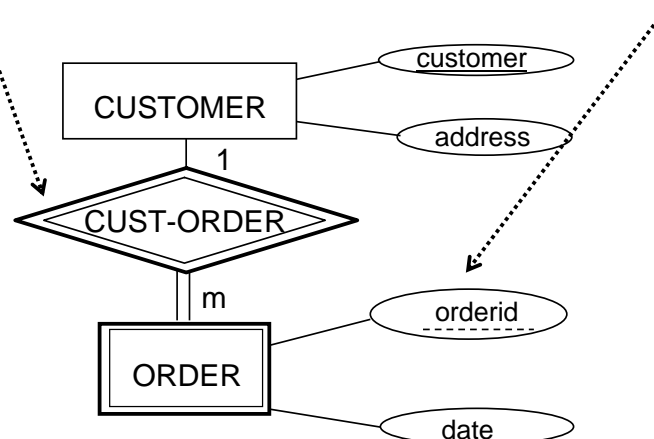 customer
CUSTOMER
address
1
CUST-ORDER
m
orderid
ORDER
date